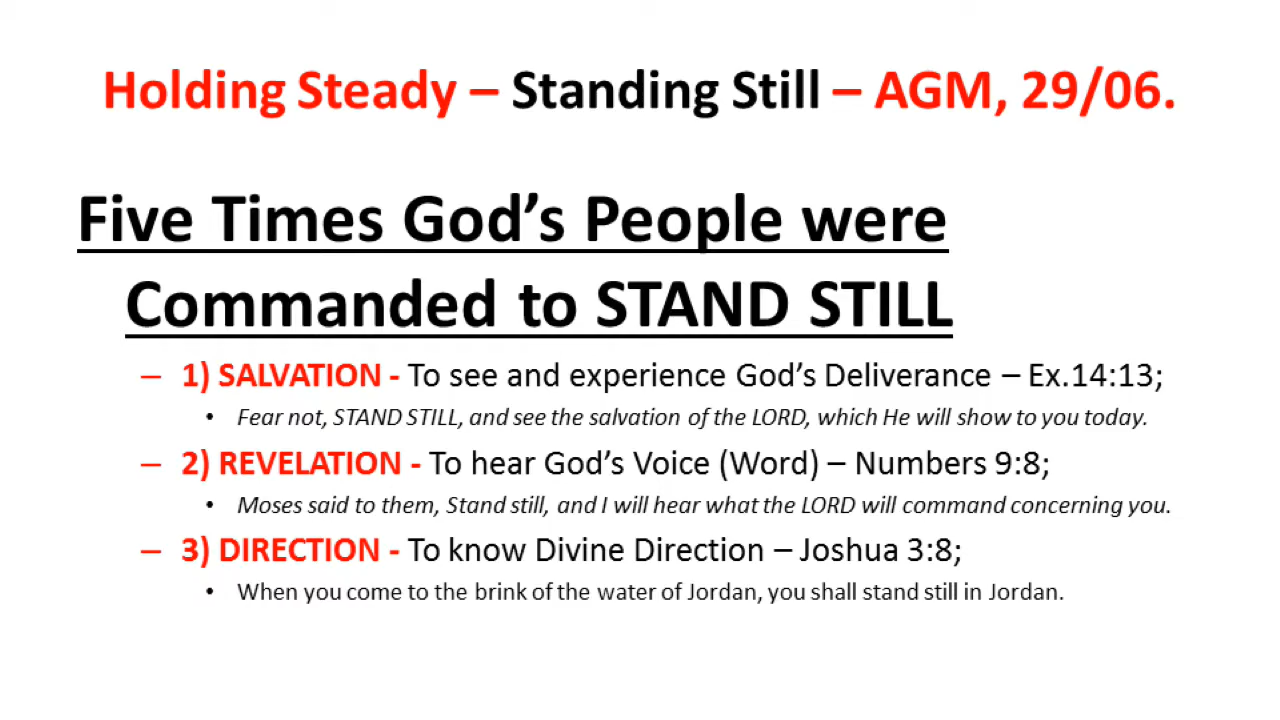 Holding Steady – Standing Still – AGM, 29/06.
Five Times God’s People were
Commanded to STAND STILL
– 1) SALVATION - To see and experience God’s Deliverance – Ex.14:13;
• Fear not, STAND STILL, and see the salvation of the LORD, which He will show to you today.
– 2) REVELATION - To hear God’s Voice (Word) – Numbers 9:8;
• Moses said to them, Stand still, and I will hear what the LORD will command concerning you.
– 3) DIRECTION - To know Divine Direction – Joshua 3:8;
• When you come to the brink of the water of Jordan, you shall stand still in Jordan.